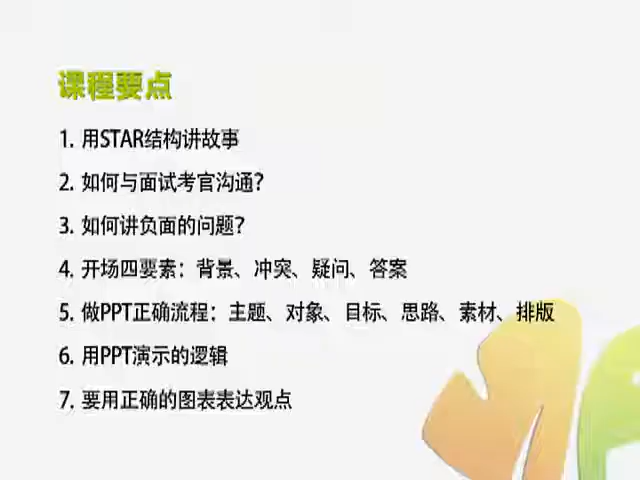 课程要点
1. 用STAR结构讲故事
2. 如何与面试考官沟通?
3. 如何讲负面的问题?
4. 开场四要素：背景、冲突、疑问、答案
5. 做PPT正确流程：主题、对象、目标、思路、素材、排版
6. 用PPT演示的逻辑
7. 要用正确的图表表达观点